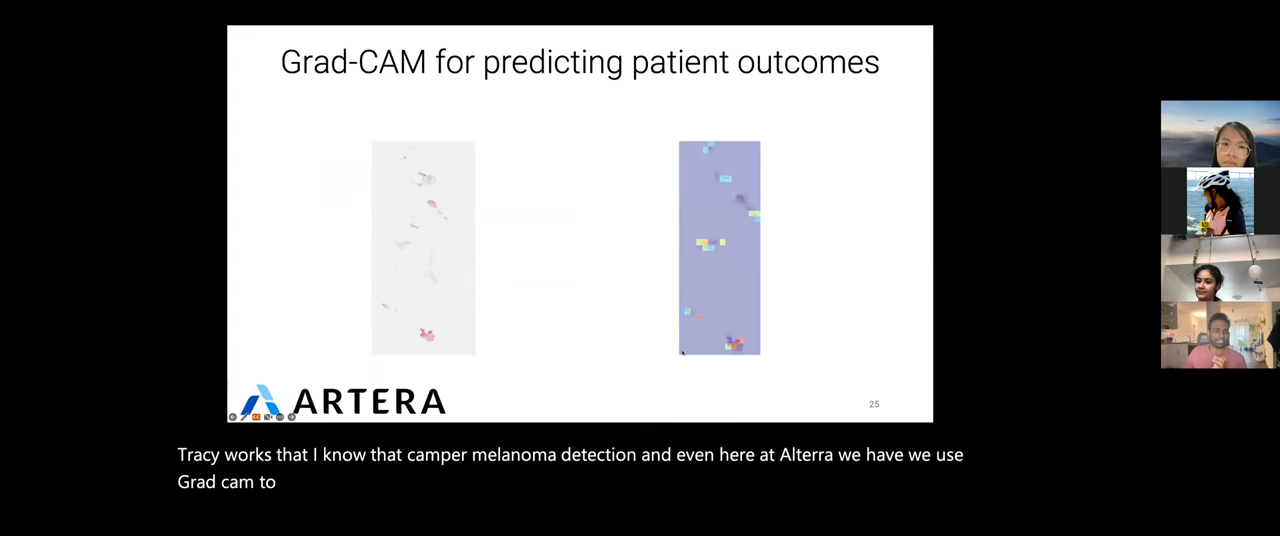 Grad-CAM for predicting patient outcomes
ARTERA
25
Tracy works that I know that camper melanoma detection and even here at Alterra we have we use
Grad cam to